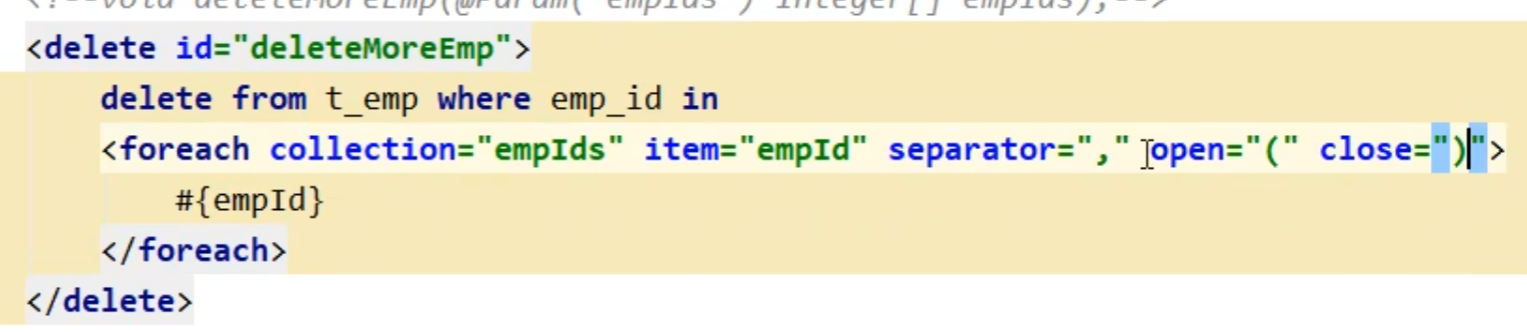 <!--void deleteMoreEmp(@Param("empIds") Integer[] empIds);-->
<delete id="deleteMoreEmp">
delete from t_emp where emp_id in
<foreach collection="empIds" item="empId" separator="," open="(" close=")">
#{empId}
</foreach>
</delete>